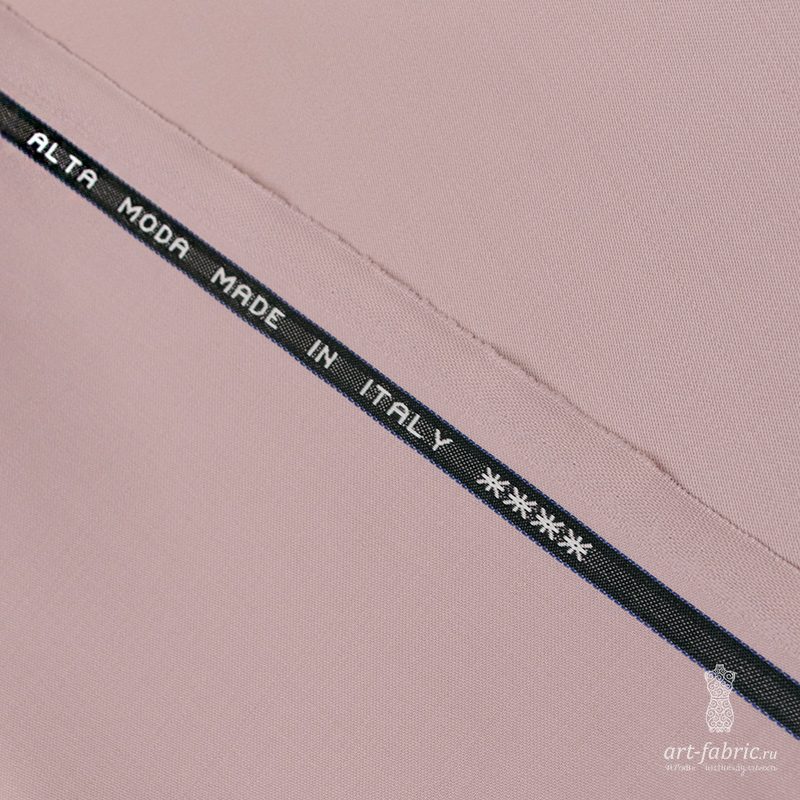 ALTA MODA MADE IN ITALY ****
art-fabric.ru